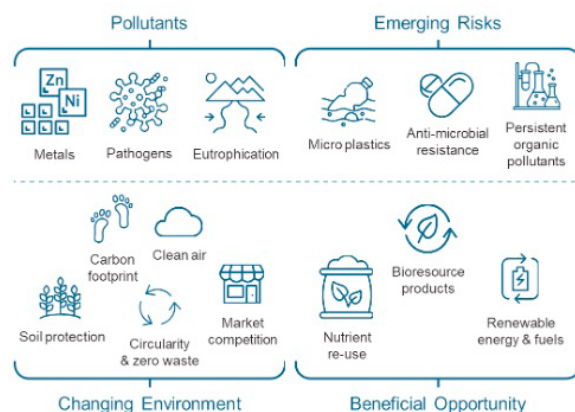 Pollutants
Emerging Risks
Zn
Ni
Metals
Pathogens
Eutrophication
Micro plastics
Anti-microbial
resistance
Persistent
organic
pollutants
Carbon
footprint
Clean air
Soil protection
Circularity
& zero waste
Market
competition
Bioresource
products
Nutrient
re-use
Renewable
energy & fuels
Changing Environment
Beneficial Opportunity